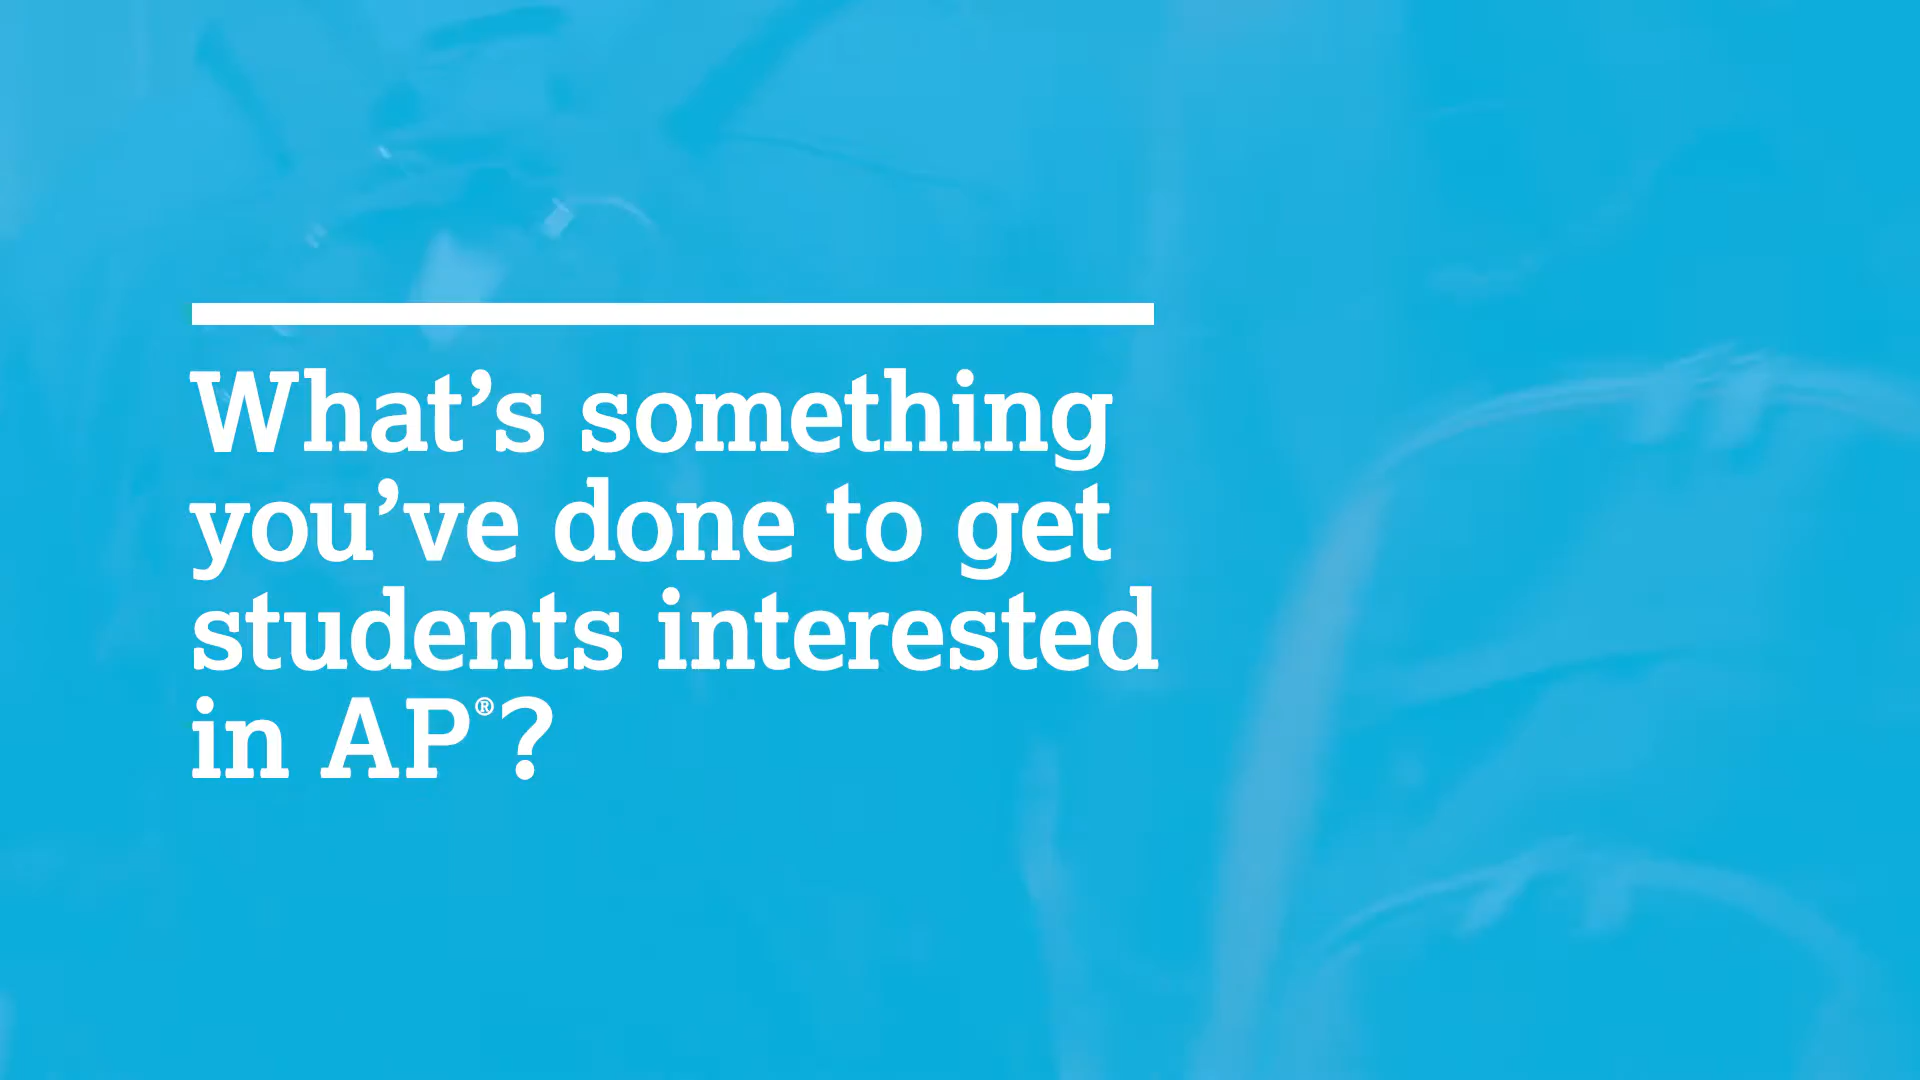 What’s something
you’ve done to get
students interested
in AP®?